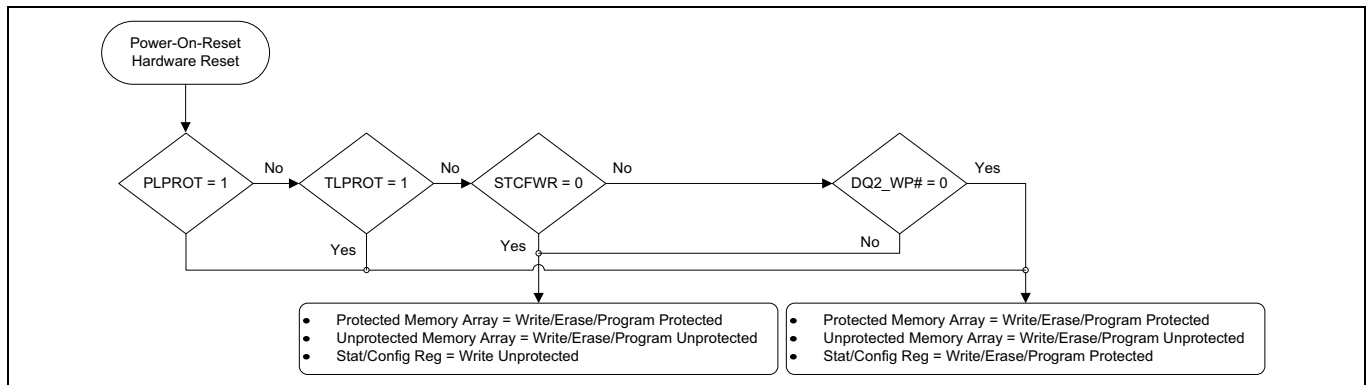 Power-On-Reset
Hardware Reset
PLPROT = 1
No
TLPROT = 1
No
STCFWR = 0
No
DQ2_WP# = 0
Yes
Yes
Yes
No
• Protected Memory Array = Write/Erase/Program Protected
• Unprotected Memory Array = Write/Erase/Program Unprotected
• Stat/Config Reg = Write Unprotected
• Protected Memory Array = Write/Erase/Program Protected
• Unprotected Memory Array = Write/Erase/Program Unprotected
• Stat/Config Reg = Write/Erase/Program Protected